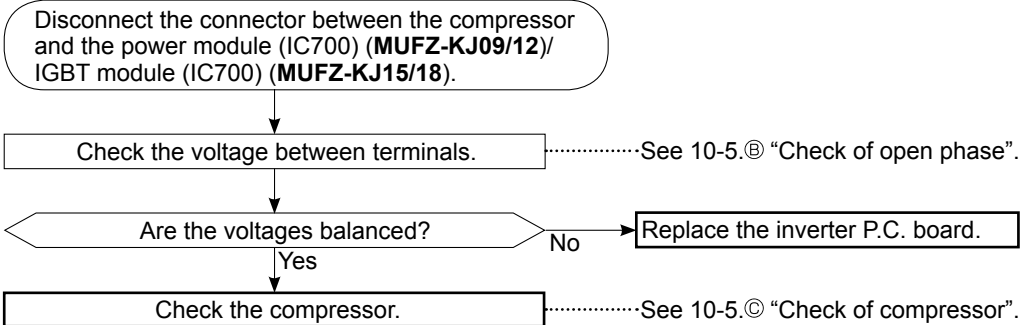 Disconnect the connector between the compressor
and the power module (IC700) (MUFZ-KJ09/12)/
IGBT module (IC700) (MUFZ-KJ15/18).
Check the voltage between terminals.
See 10-5.Ⓑ “Check of open phase”.
Are the voltages balanced?
No
Replace the inverter P.C. board.
Yes
Check the compressor.
See 10-5.Ⓒ “Check of compressor”.